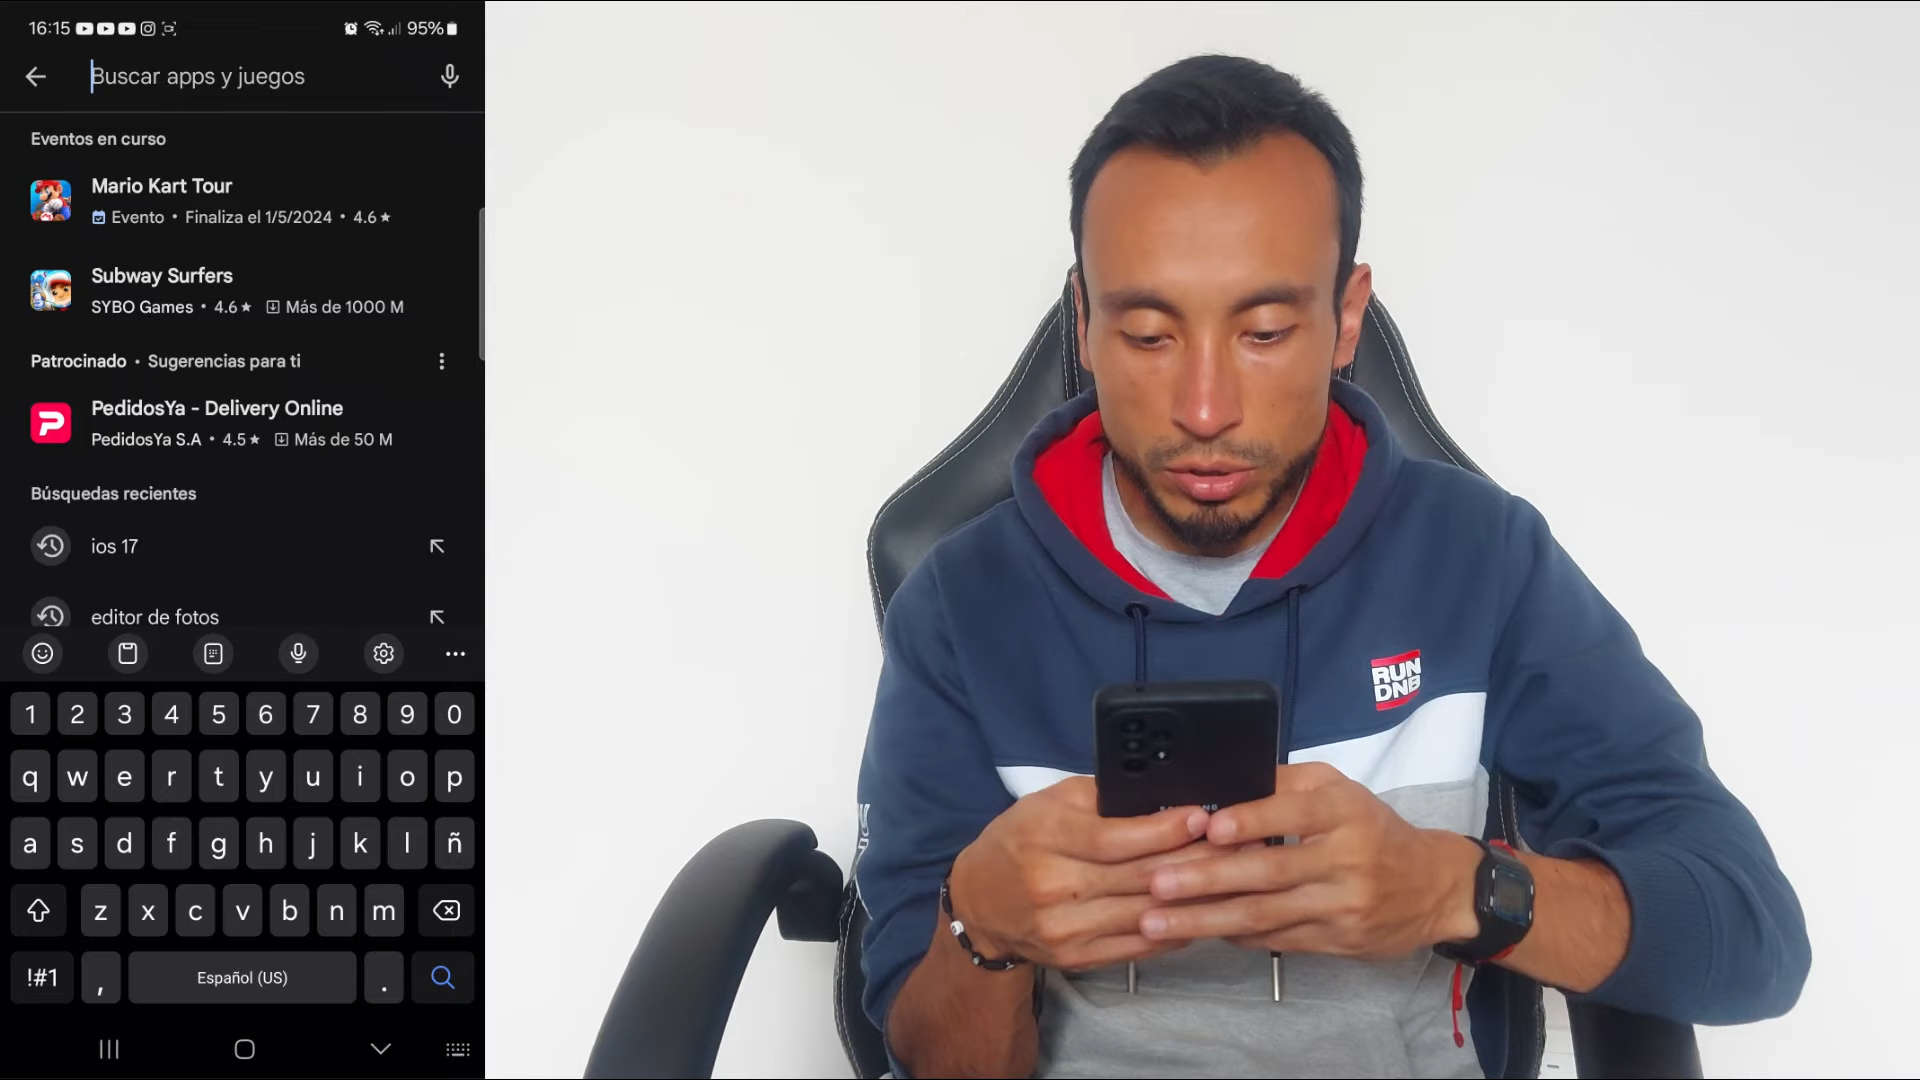 16:15 95%
Buscar apps y juegos
Eventos en curso
Mario Kart Tour
Evento • Finaliza el 1/5/2024 • 4.6★
Subway Surfers
SYBO Games • 4.6★ Más de 1000 M
Patrocinado • Sugerencias para ti
PedidosYa - Delivery Online
PedidosYa S.A • 4.5★ Más de 50 M
Búsquedas recientes
ios 17
editor de fotos
1 2 3 4 5 6 7 8 9 0
q w e r t y u i o p
a s d f g h j k l ñ
z x c v b n m
!#1 , Español (US) .
RUN
DNB